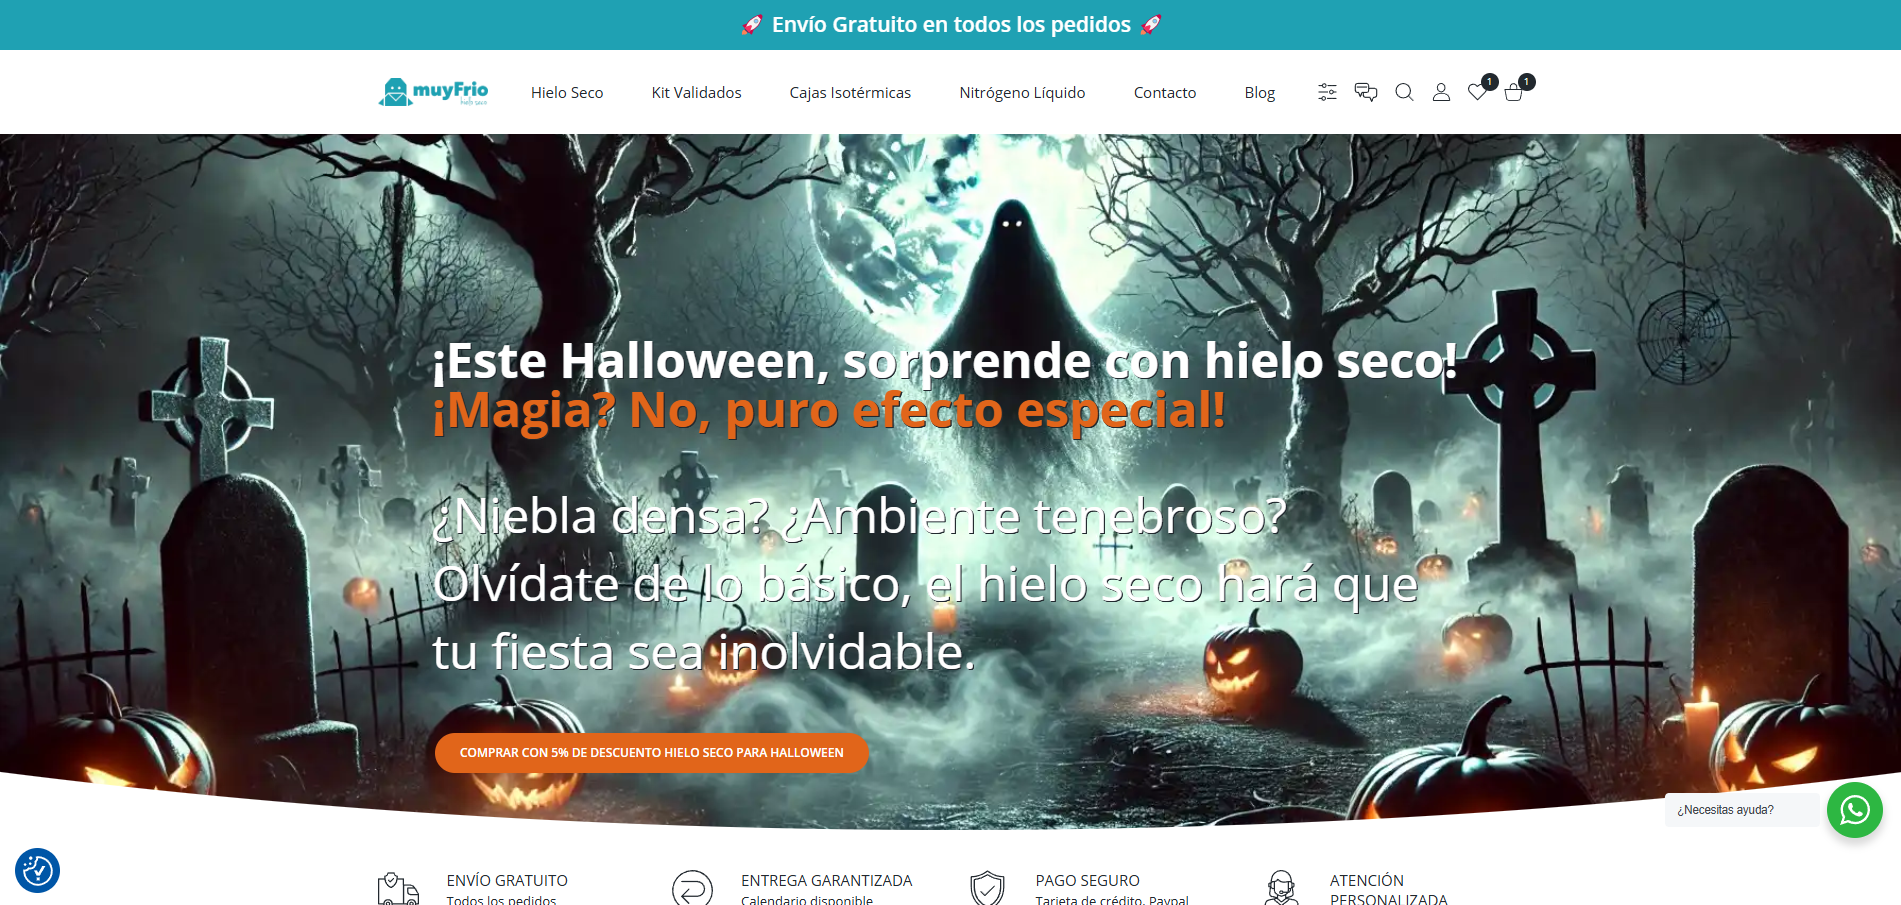 🚀 Envío Gratuito en todos los pedidos 🚀
muyFrio
hielo seco
Hielo Seco
Kit Validados
Cajas Isotérmicas
Nitrógeno Líquido
Contacto
Blog
1
1
¡Este Halloween, sorprende con hielo seco!
¡Magia? No, puro efecto especial!
¿Niebla densa? ¿Ambiente tenebroso?
Olvídate de lo básico, el hielo seco hará que
tu fiesta sea inolvidable.
COMPRAR CON 5% DE DESCUENTO HIELO SECO PARA HALLOWEEN
¿Necesitas ayuda?
ENVÍO GRATUITO
Todos los pedidos
ENTREGA GARANTIZADA
Calendario disponible
PAGO SEGURO
Tarjeta de crédito, Paypal
ATENCIÓN
PERSONALIZADA